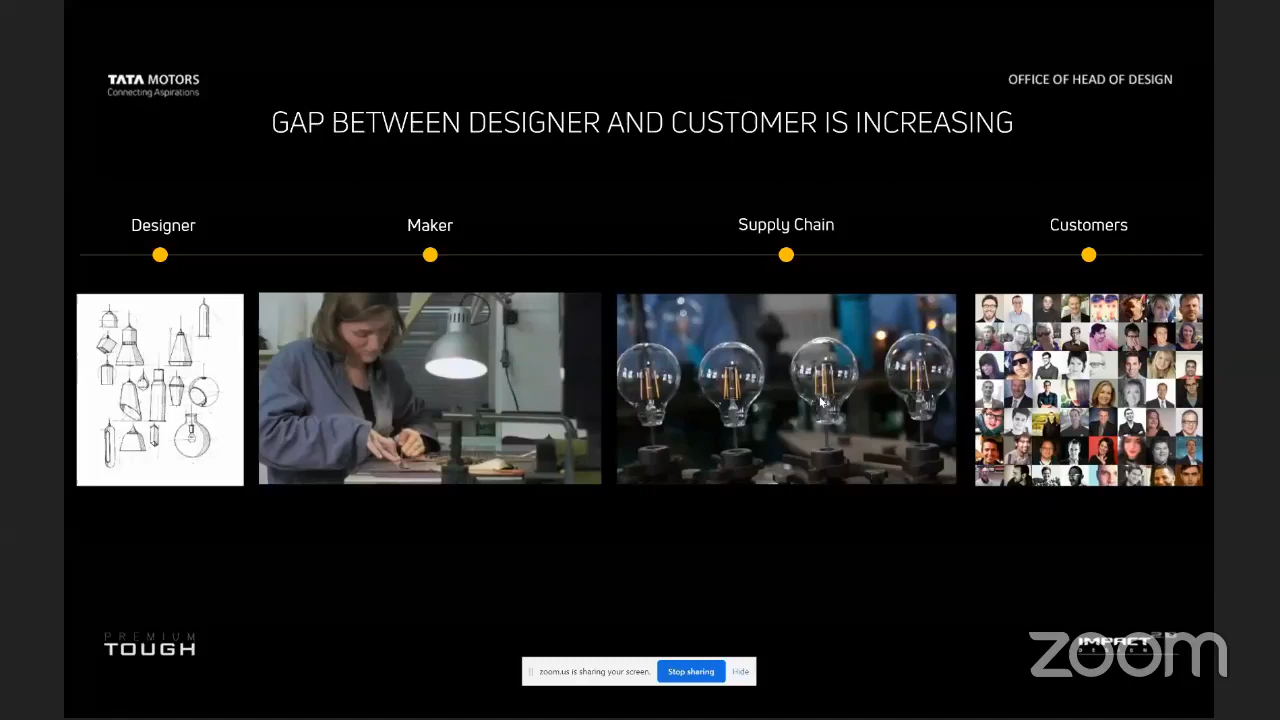 TATA MOTORS
Connecting Aspirations
OFFICE OF HEAD OF DESIGN
GAP BETWEEN DESIGNER AND CUSTOMER IS INCREASING
Designer
Maker
Supply Chain
Customers
PREMIUM
TOUGH
IMPACT
DESIGN
zoom
zoom.us is sharing your screen.
Stop sharing
Hide